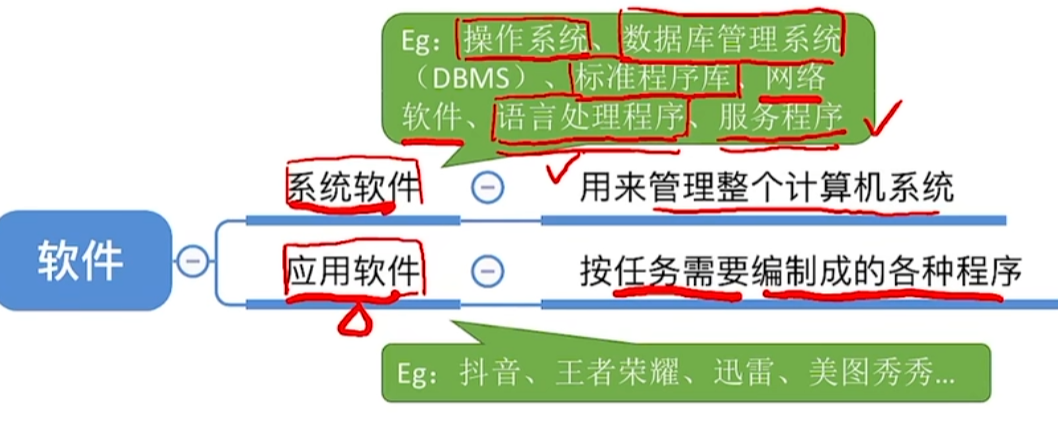 Eg：操作系统、数据库管理系统
（DBMS）、标准程序库、网络
软件、语言处理程序、服务程序
系统软件
用来管理整个计算机系统
软件
应用软件
按任务需要编制成的各种程序
Eg：抖音、王者荣耀、迅雷、美图秀秀...